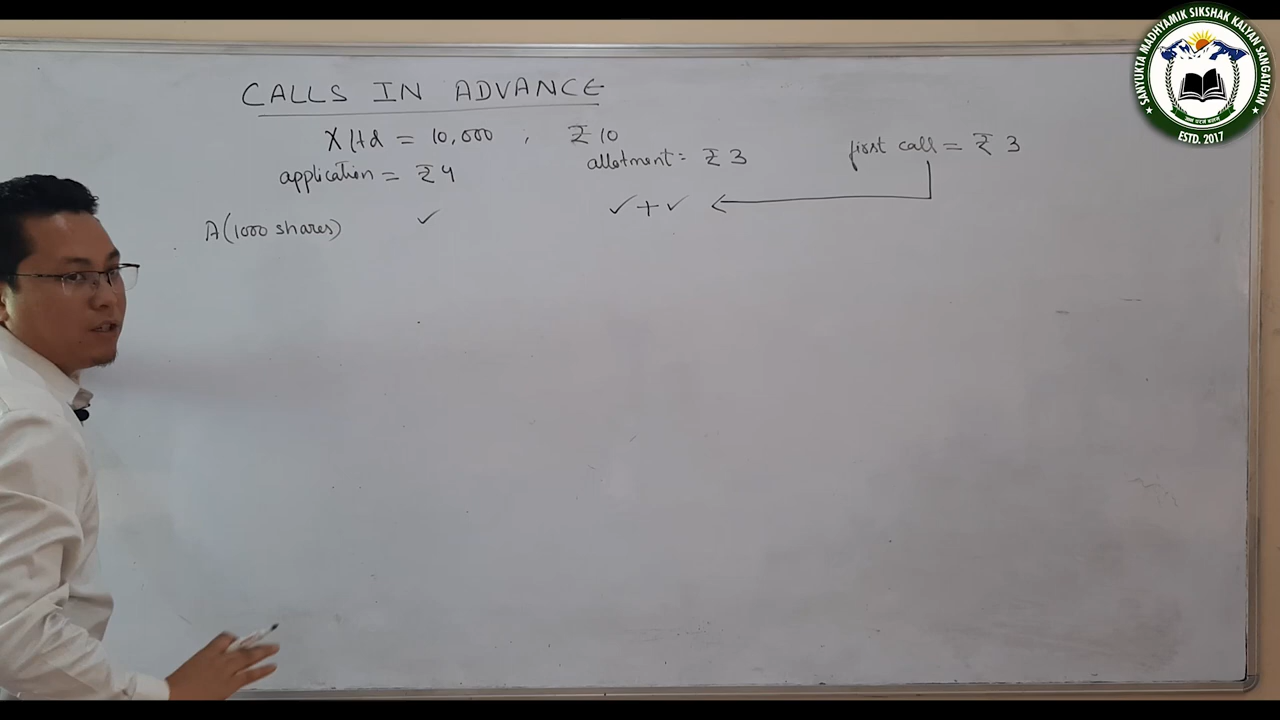 CALLS IN ADVANCE
X ltd = 10,000 ; ₹ 10
application = ₹ 4 allotment = ₹ 3 first call = ₹ 3
A (1000 shares) ✓ ✓ + ✓
SANYUKTA MADHYAMIK SIKSHAK KALYAN SANGATHAN
ESTD. 2017